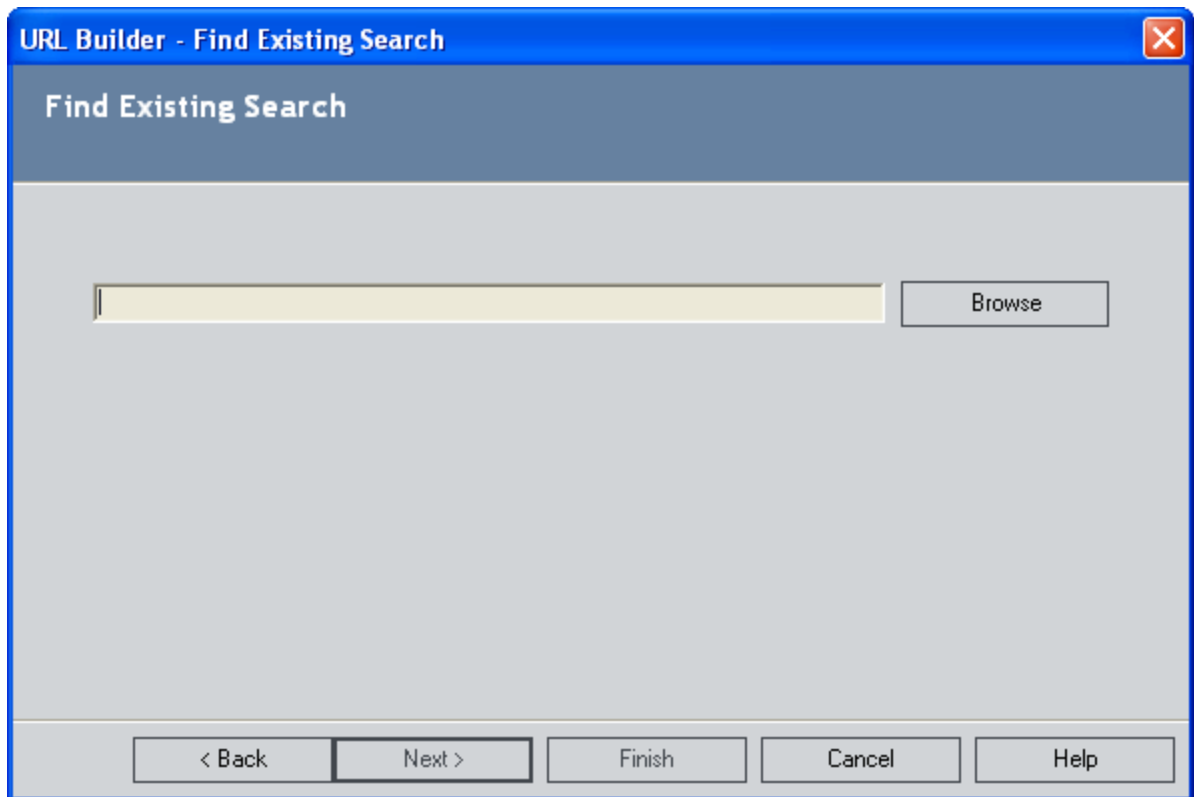 URL Builder - Find Existing Search
Find Existing Search
Browse
< Back
Next >
Finish
Cancel
Help